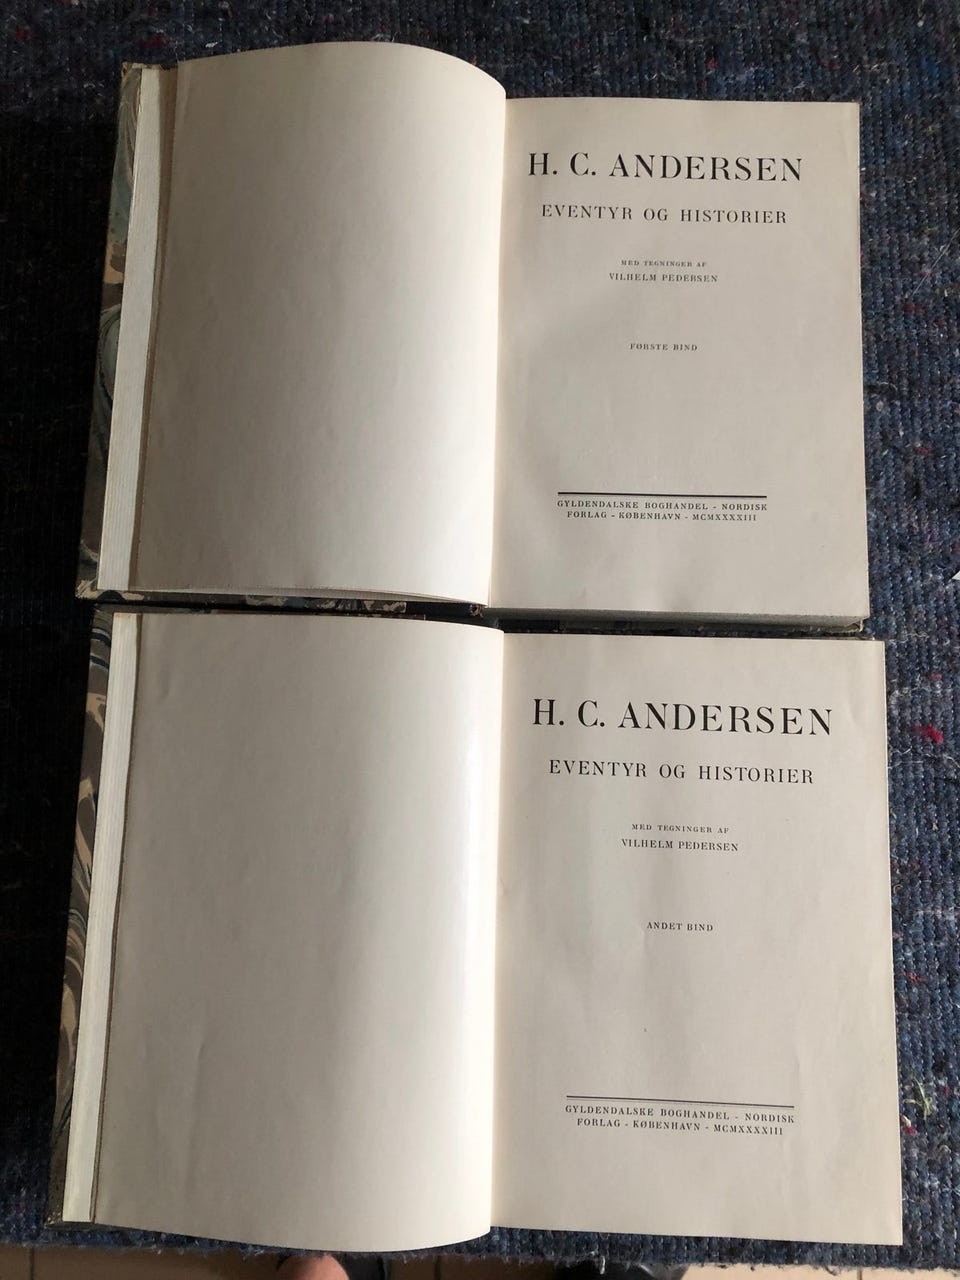 H. C. ANDERSEN
EVENTYR OG HISTORIER
MED TEGNINGER AF
VILHELM PEDERSEN
FØRSTE BIND
GYLDENDALSKE BOGHANDEL - NORDISK
FORLAG - KØBENHAVN - MCMXXXXIII
H. C. ANDERSEN
EVENTYR OG HISTORIER
MED TEGNINGER AF
VILHELM PEDERSEN
ANDET BIND
GYLDENDALSKE BOGHANDEL - NORDISK
FORLAG - KØBENHAVN - MCMXXXXIII